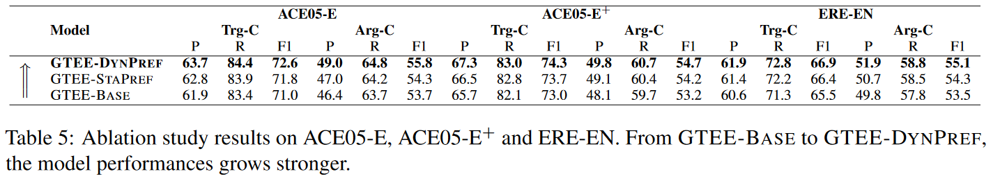 ACE05-E ACE05-E+ ERE-EN
Model Trg-C Arg-C Trg-C Arg-C Trg-C Arg-C
P R F1 P R F1 P R F1 P R F1 P R F1 P R F1
GTEE-DYNPREF 63.7 84.4 72.6 49.0 64.8 55.8 67.3 83.0 74.3 49.8 60.7 54.7 61.9 72.8 66.9 51.9 58.8 55.1
GTEE-STAPREF 62.8 83.9 71.8 47.0 64.2 54.3 66.5 82.8 73.7 49.1 60.4 54.2 61.4 72.2 66.4 50.7 58.5 54.3
GTEE-BASE 61.9 83.4 71.0 46.4 63.7 53.7 65.7 82.1 73.0 48.1 59.7 53.2 60.6 71.3 65.5 49.8 57.8 53.5
Table 5: Ablation study results on ACE05-E, ACE05-E+ and ERE-EN. From GTEE-BASE to GTEE-DYNPREF,
the model performances grows stronger.